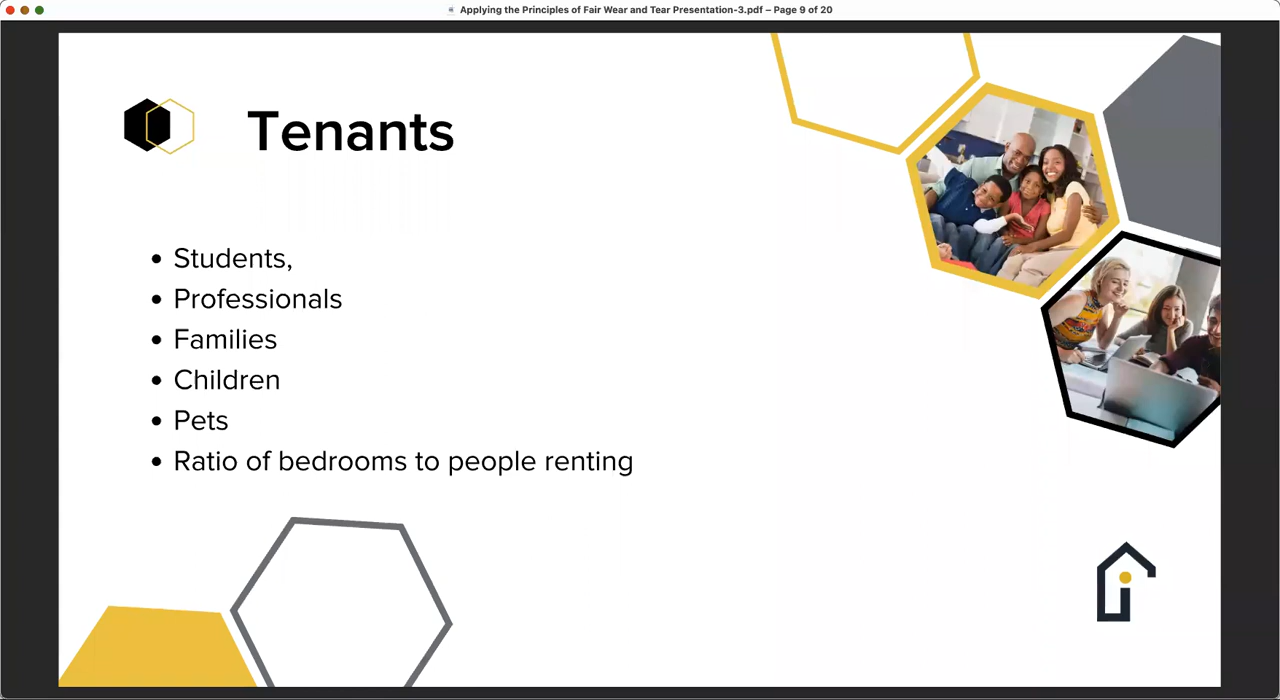 Applying the Principles of Fair Wear and Tear Presentation-3.pdf – Page 9 of 20
Tenants
• Students,
• Professionals
• Families
• Children
• Pets
• Ratio of bedrooms to people renting